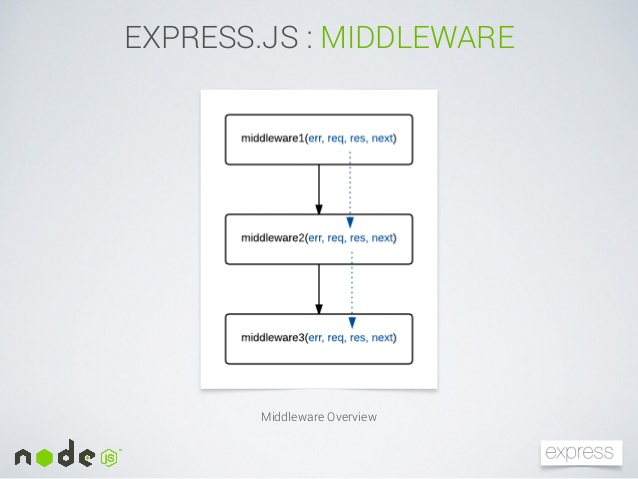 EXPRESS.JS : MIDDLEWARE
middleware1(err, req, res, next)
middleware2(err, req, res, next)
middleware3(err, req, res, next)
Middleware Overview
node JS
express